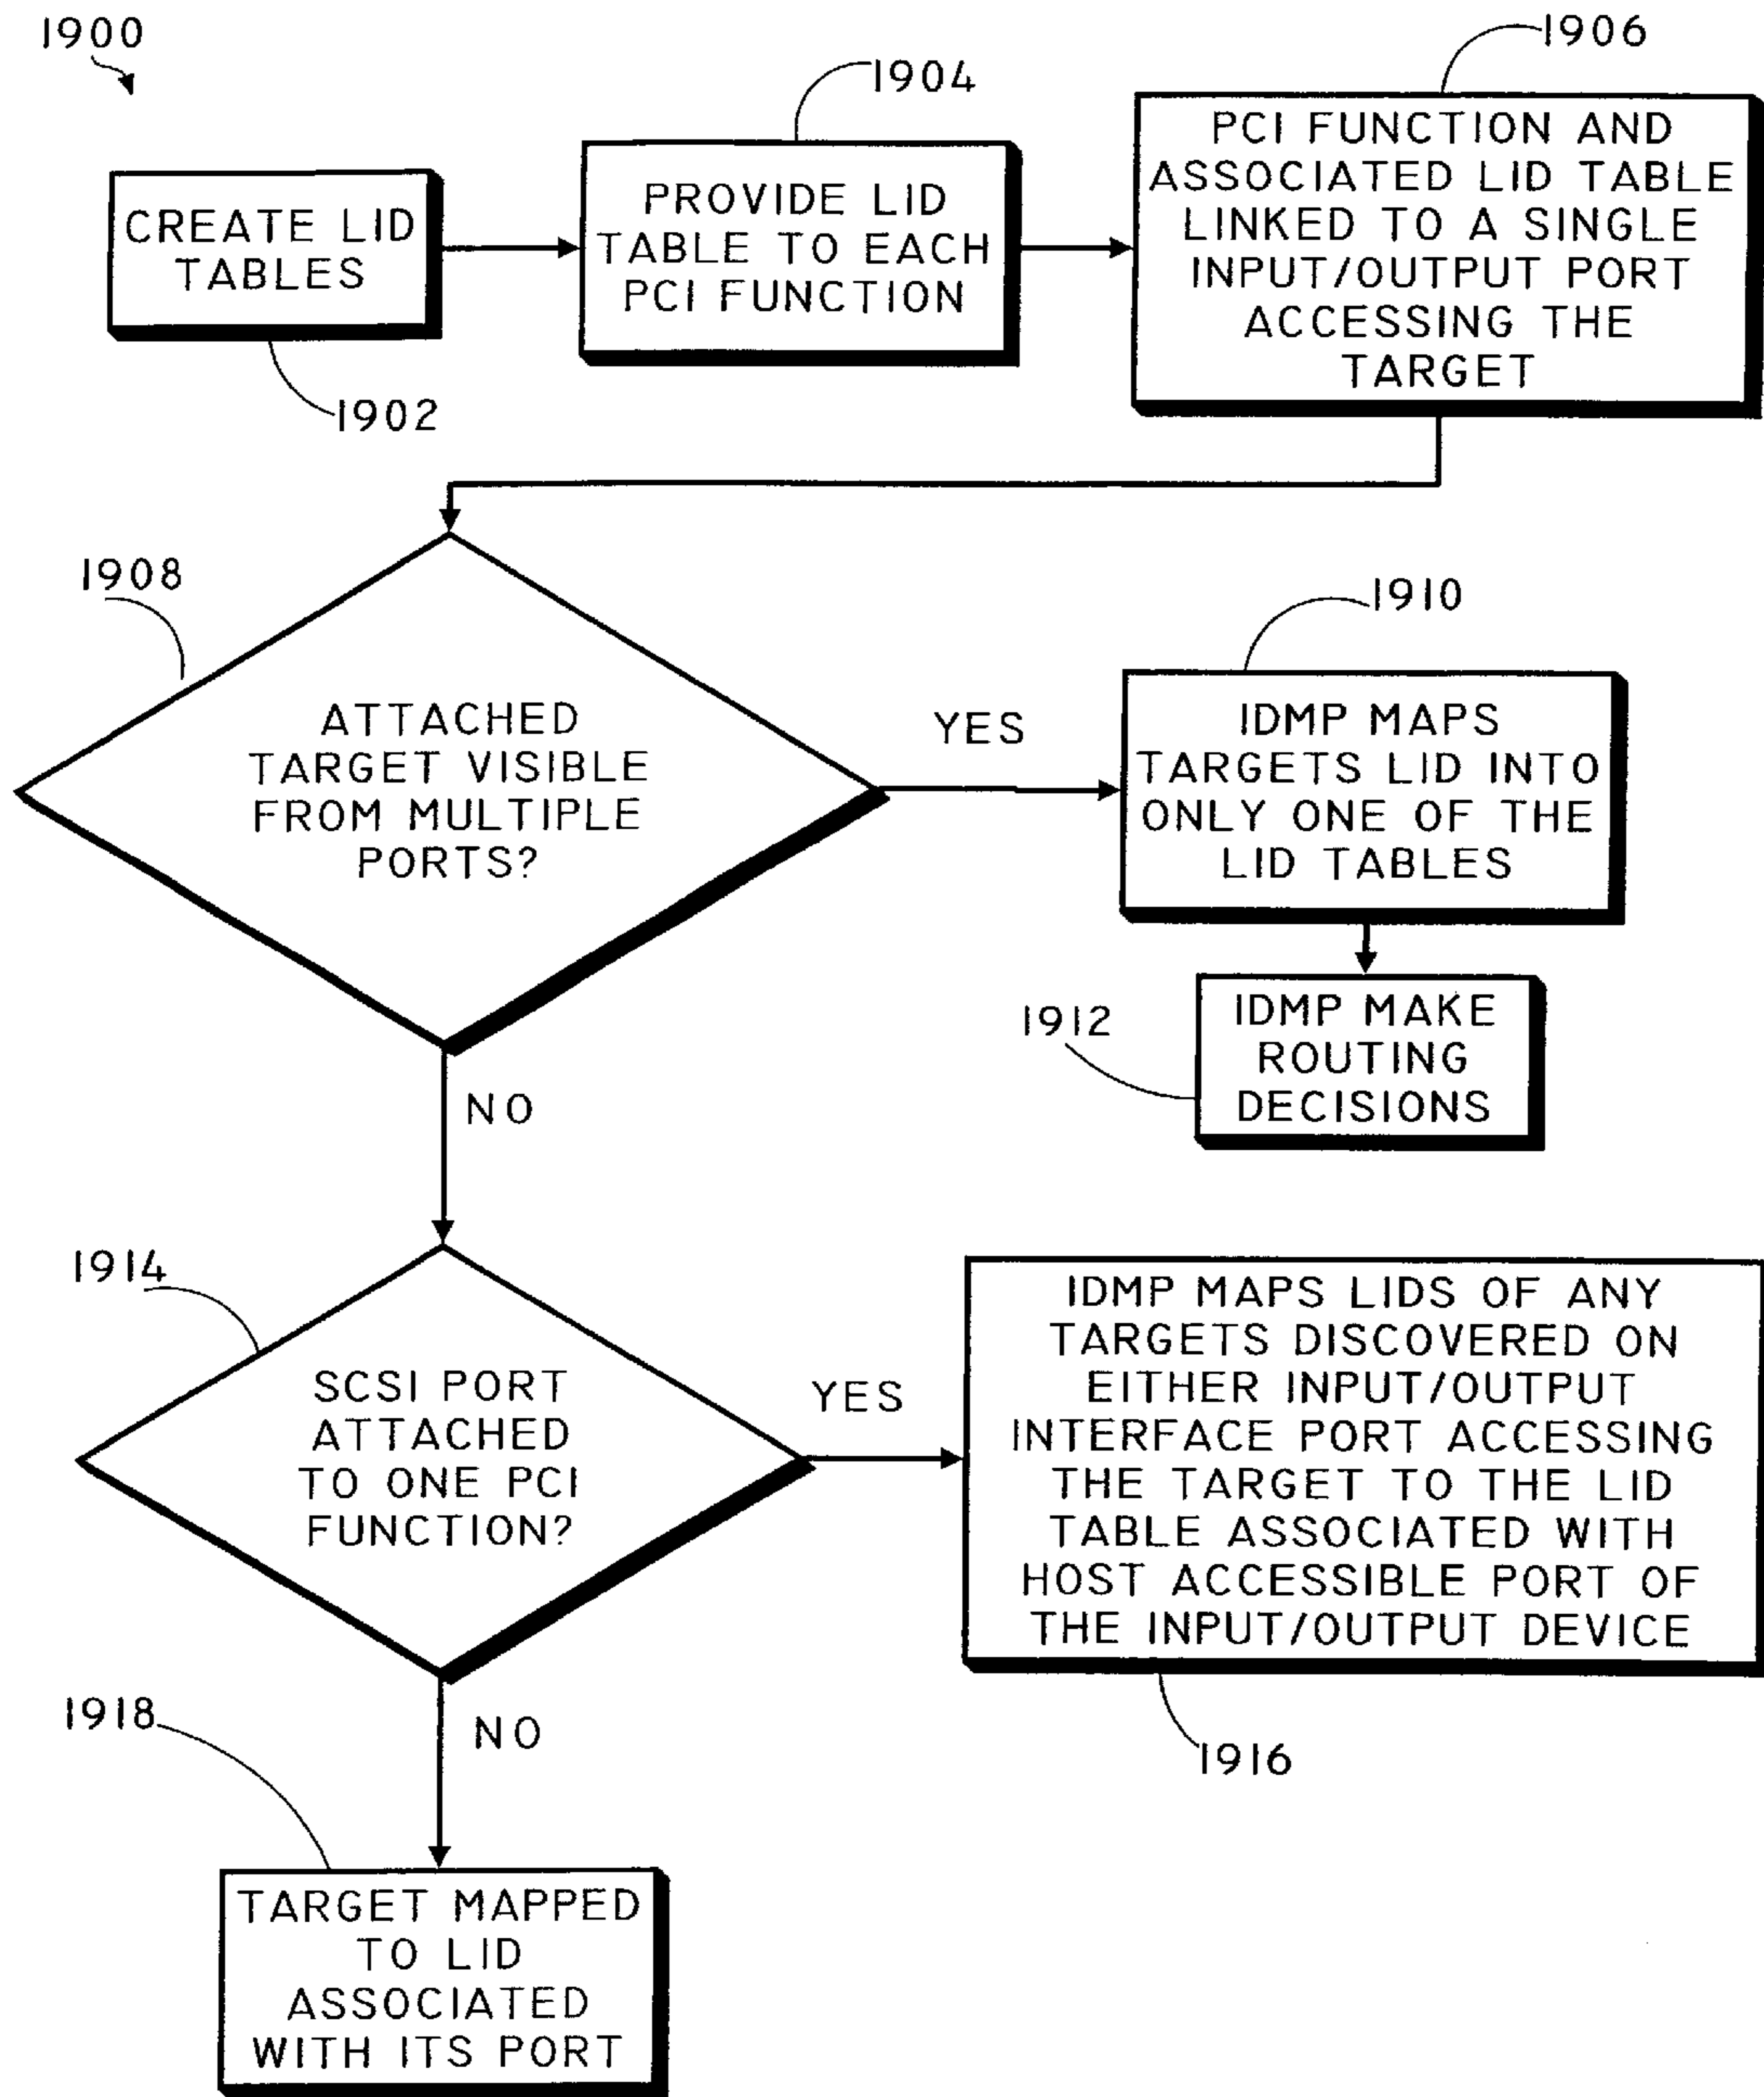 1900
1904
1906
CREATE LID
TABLES
1902
PROVIDE LID
TABLE TO EACH
PCI FUNCTION
PCI FUNCTION AND
ASSOCIATED LID TABLE
LINKED TO A SINGLE
INPUT/OUTPUT PORT
ACCESSING THE
TARGET
1908
ATTACHED
TARGET VISIBLE
FROM MULTIPLE
PORTS?
YES
1910
IDMP MAPS
TARGETS LID INTO
ONLY ONE OF THE
LID TABLES
1912
IDMP MAKE
ROUTING
DECISIONS
NO
1914
SCSI PORT
ATTACHED
TO ONE PCI
FUNCTION?
YES
IDMP MAPS LIDS OF ANY
TARGETS DISCOVERED ON
EITHER INPUT/OUTPUT
INTERFACE PORT ACCESSING
THE TARGET TO THE LID
TABLE ASSOCIATED WITH
HOST ACCESSIBLE PORT OF
THE INPUT/OUTPUT DEVICE
1916
NO
1918
TARGET MAPPED
TO LID
ASSOCIATED
WITH ITS PORT